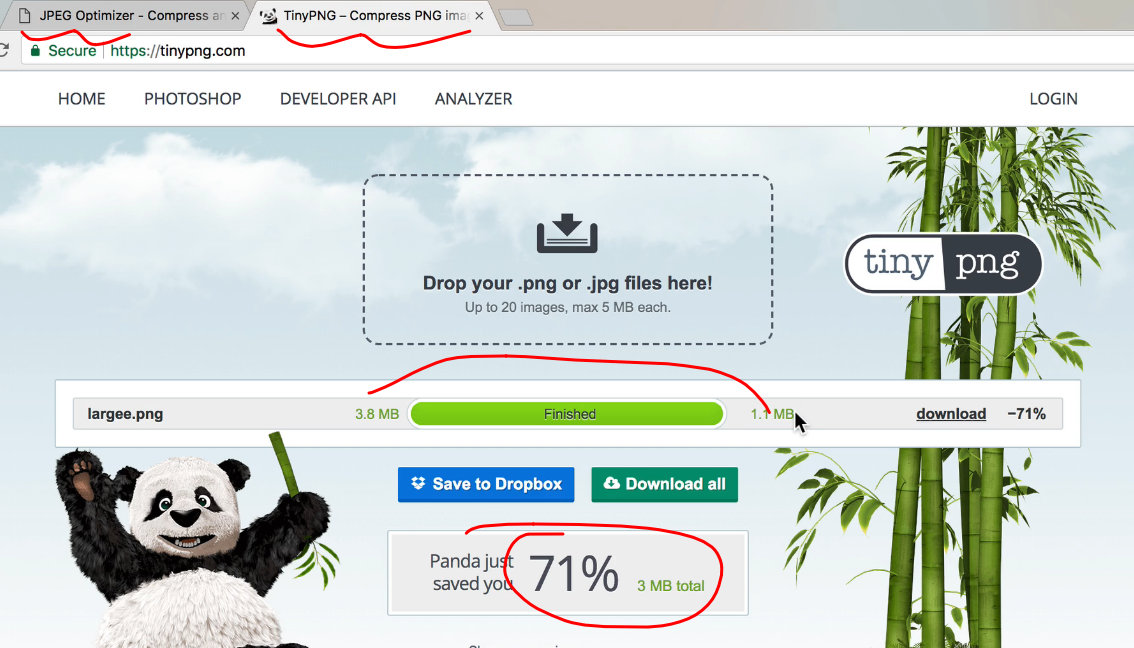 JPEG Optimizer - Compress an
TinyPNG – Compress PNG ima
Secure https://tinypng.com
HOME PHOTOSHOP DEVELOPER API ANALYZER LOGIN
Drop your .png or .jpg files here!
Up to 20 images, max 5 MB each.
tiny png
largee.png 3.8 MB Finished 1.1 MB download −71%
Save to Dropbox Download all
Panda just
saved you 71% 3 MB total